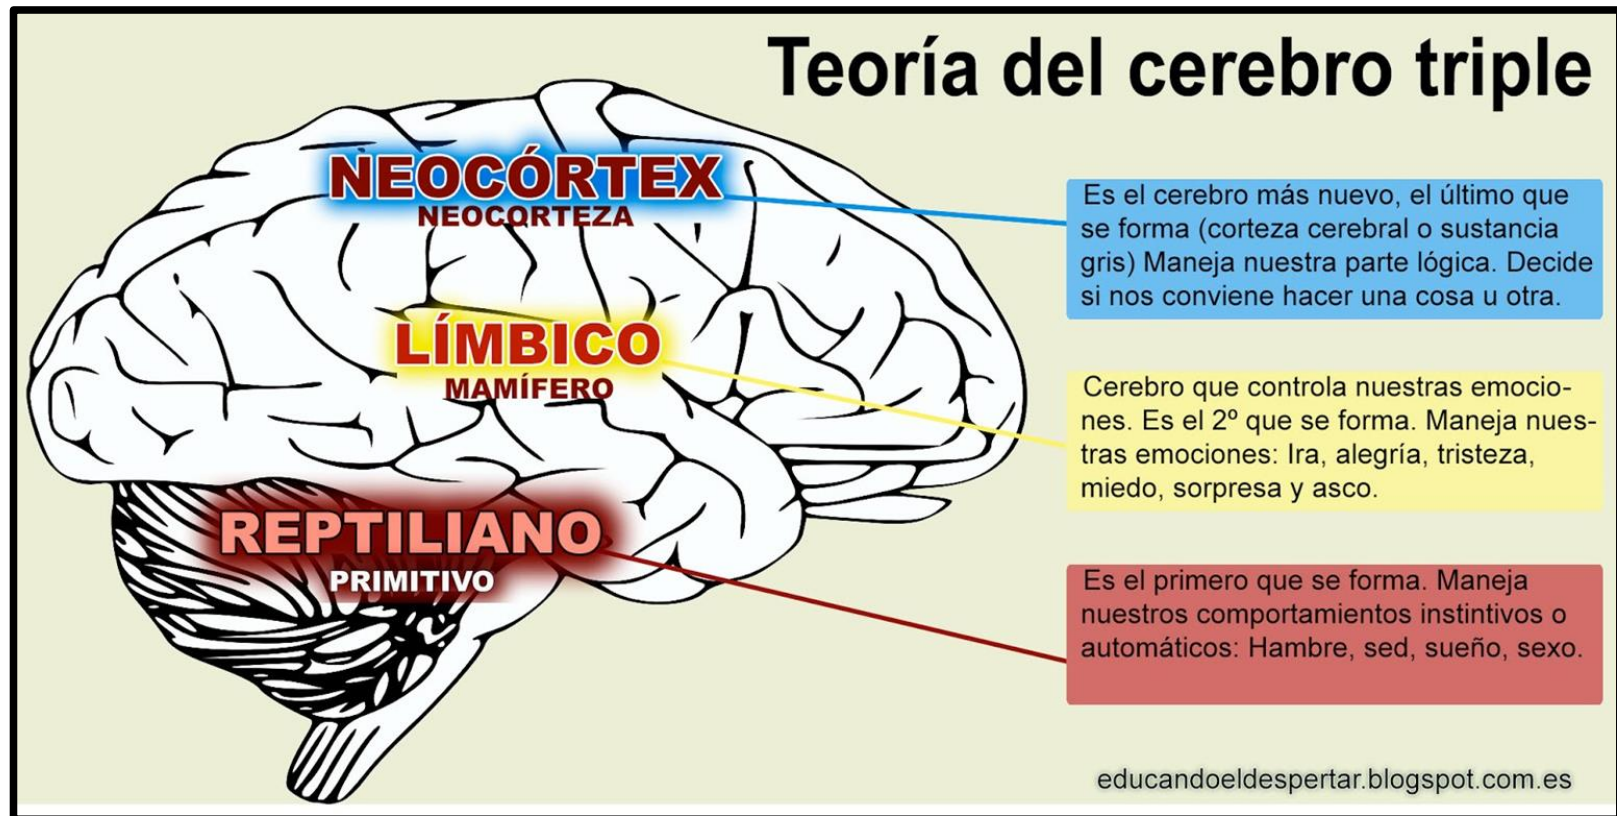 Teoría del cerebro triple
NEOCÓRTEX
NEOCORTEZA
Es el cerebro más nuevo, el último que
se forma (corteza cerebral o sustancia
gris) Maneja nuestra parte lógica. Decide
si nos conviene hacer una cosa u otra.
LÍMBICO
MAMÍFERO
Cerebro que controla nuestras emocio-
nes. Es el 2º que se forma. Maneja nues-
tras emociones: Ira, alegría, tristeza,
miedo, sorpresa y asco.
REPTILIANO
PRIMITIVO
Es el primero que se forma. Maneja
nuestros comportamientos instintivos o
automáticos: Hambre, sed, sueño, sexo.
educandoeldespertar.blogspot.com.es